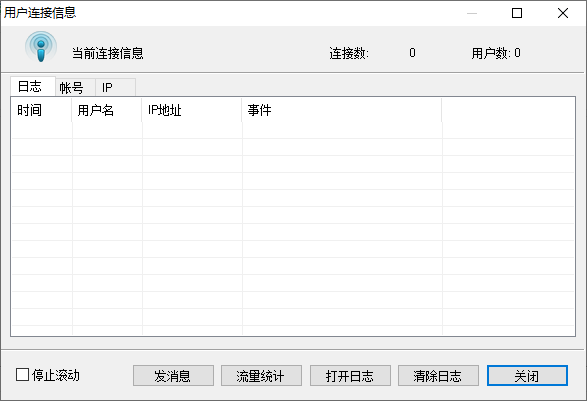 用户连接信息
当前连接信息 连接数: 0 用户数: 0
日志 帐号 IP
时间 用户名 IP地址 事件
停止滚动 发消息 流量统计 打开日志 清除日志 关闭